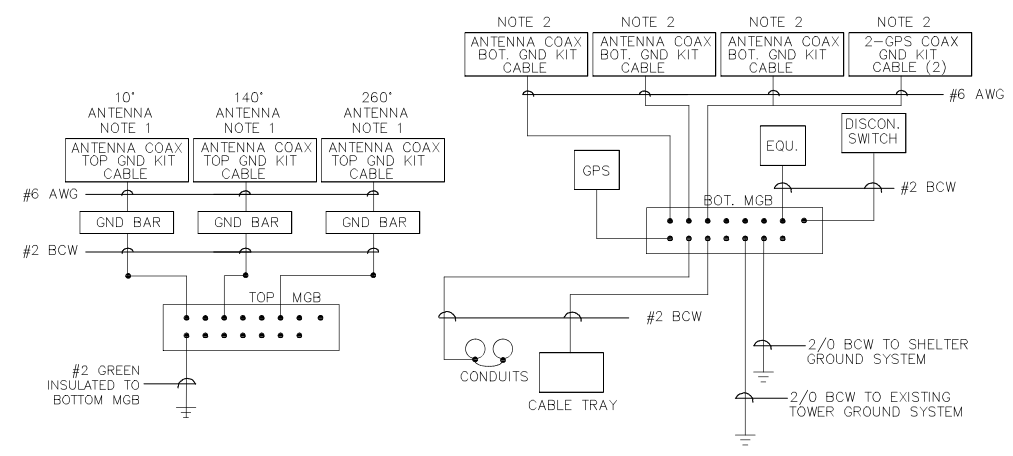 NOTE 2
NOTE 2
NOTE 2
NOTE 2
ANTENNA COAX
BOT. GND KIT
CABLE
ANTENNA COAX
BOT. GND KIT
CABLE
ANTENNA COAX
BOT. GND KIT
CABLE
2-GPS COAX
GND KIT
CABLE (2)
#6 AWG
10°
ANTENNA
NOTE 1
140°
ANTENNA
NOTE 1
260°
ANTENNA
NOTE 1
ANTENNA COAX
TOP GND KIT
CABLE
ANTENNA COAX
TOP GND KIT
CABLE
ANTENNA COAX
TOP GND KIT
CABLE
#6 AWG
GND BAR
GND BAR
GND BAR
#2 BCW
TOP MGB
#2 GREEN
INSULATED TO
BOTTOM MGB
GPS
EQU.
DISCON.
SWITCH
#2 BCW
BOT. MGB
#2 BCW
CONDUITS
CABLE TRAY
2/0 BCW TO SHELTER
GROUND SYSTEM
2/0 BCW TO EXISTING
TOWER GROUND SYSTEM